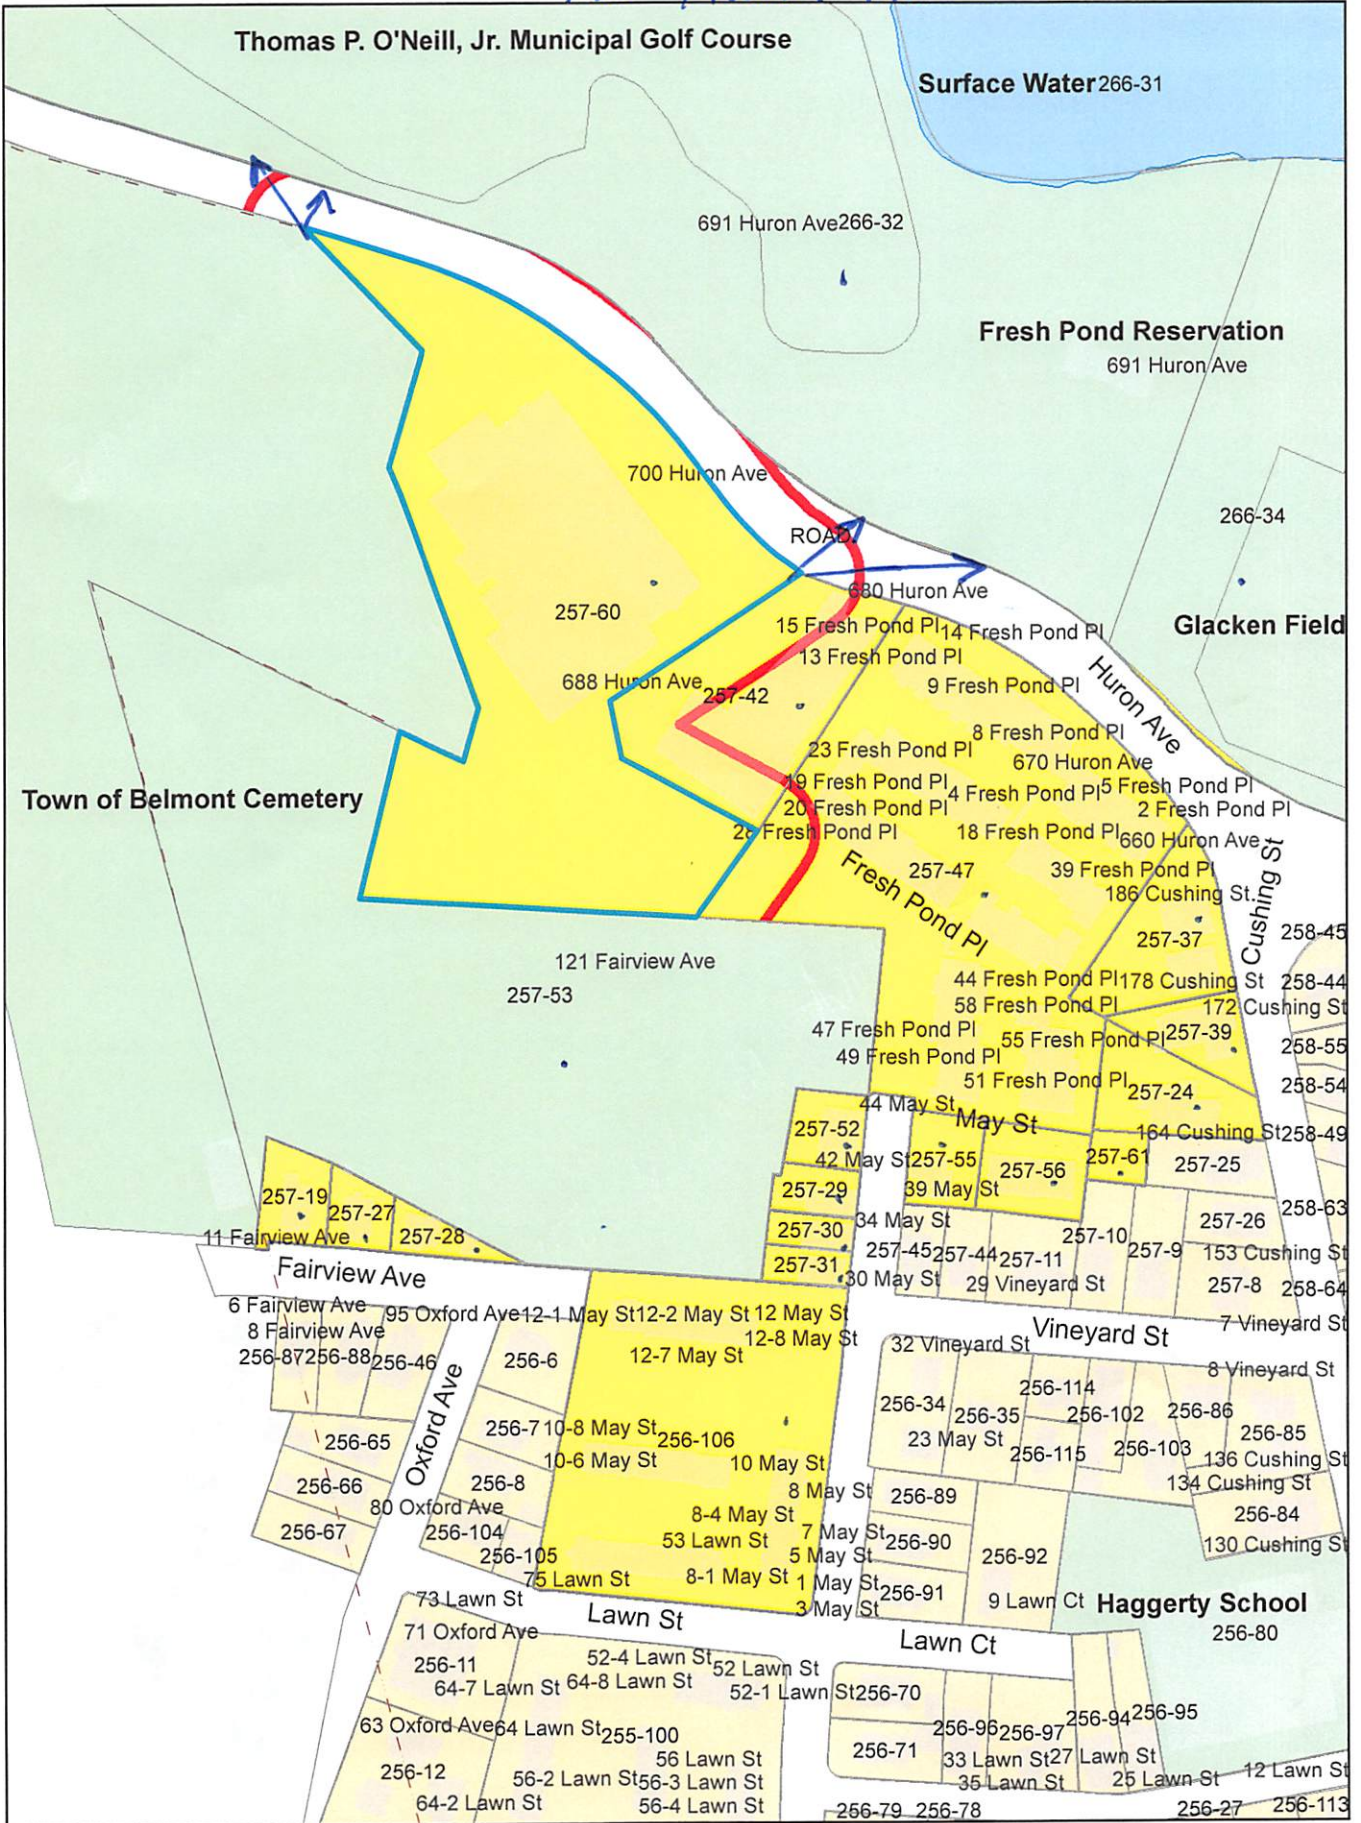 Thomas P. O'Neill, Jr. Municipal Golf Course
Surface Water 266-31
691 Huron Ave 266-32
Fresh Pond Reservation
691 Huron Ave
700 Huron Ave
266-34
ROAD.
680 Huron Ave
257-60
15 Fresh Pond Pl
14 Fresh Pond Pl
Glacken Field
13 Fresh Pond Pl
688 Huron Ave
257-42
9 Fresh Pond Pl
Huron Ave
8 Fresh Pond Pl
23 Fresh Pond Pl
670 Huron Ave
19 Fresh Pond Pl
4 Fresh Pond Pl
5 Fresh Pond Pl
Town of Belmont Cemetery
20 Fresh Pond Pl
2 Fresh Pond Pl
28 Fresh Pond Pl
18 Fresh Pond Pl
660 Huron Ave
Fresh Pond Pl
257-47
39 Fresh Pond Pl
186 Cushing St.
Cushing St
257-37
258-45
121 Fairview Ave
257-53
44 Fresh Pond Pl
178 Cushing St
258-44
58 Fresh Pond Pl
172 Cushing St
47 Fresh Pond Pl
55 Fresh Pond Pl
257-39
49 Fresh Pond Pl
258-55
51 Fresh Pond Pl
257-24
258-54
44 May St
May St
257-52
164 Cushing St
258-49
42 May St
257-55
257-56
257-61
257-25
257-19
257-29
39 May St
257-27
34 May St
257-30
257-26
258-63
11 Fairview Ave
257-28
257-45
257-44
257-11
257-10
257-9
153 Cushing St
257-31
30 May St
29 Vineyard St
257-8
258-64
Fairview Ave
6 Fairview Ave
95 Oxford Ave
12-1 May St
12-2 May St
12 May St
8 Fairview Ave
12-8 May St
Vineyard St
7 Vineyard St
32 Vineyard St
256-87
256-88
256-46
256-6
12-7 May St
8 Vineyard St
256-34
256-35
256-114
256-102
256-86
256-85
Oxford Ave
256-65
256-7
10-8 May St
256-106
23 May St
256-115
256-103
10-6 May St
10 May St
136 Cushing St
256-66
256-8
8 May St
256-89
134 Cushing St
80 Oxford Ave
8-4 May St
256-84
256-67
256-104
53 Lawn St
7 May St
256-90
130 Cushing St
256-105
5 May St
256-92
75 Lawn St
8-1 May St
1 May St
256-91
73 Lawn St
3 May St
9 Lawn Ct
Haggerty School
Lawn St
256-80
71 Oxford Ave
Lawn Ct
256-11
52-4 Lawn St
52 Lawn St
64-7 Lawn St
64-8 Lawn St
52-1 Lawn St
256-70
63 Oxford Ave
64 Lawn St
255-100
256-96
256-97
256-94
256-95
256-71
56 Lawn St
33 Lawn St
27 Lawn St
256-12
56-2 Lawn St
56-3 Lawn St
35 Lawn St
25 Lawn St
12 Lawn St
64-2 Lawn St
56-4 Lawn St
256-79
256-78
256-27
256-113